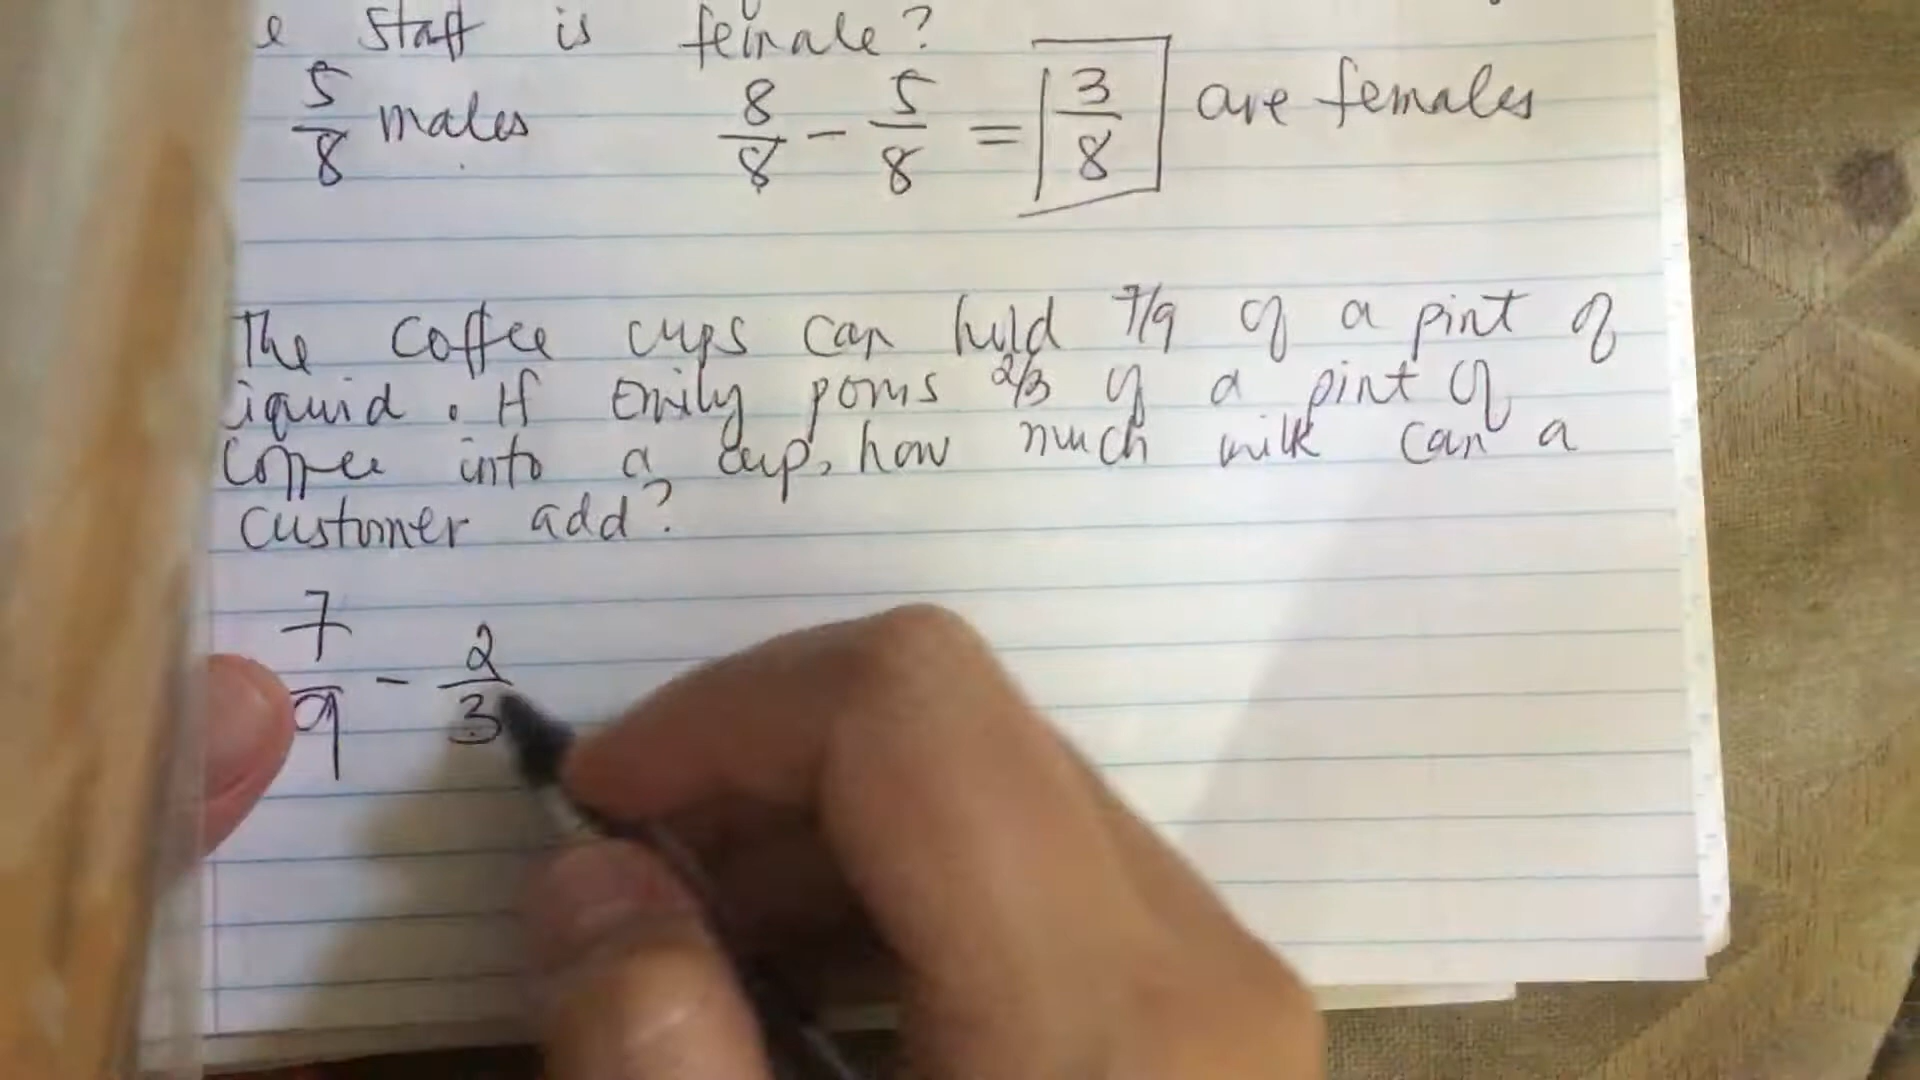 e staff is female?
5/8 males 8/8 - 5/8 = 3/8 are females
The coffee cups can hold 7/9 of a pint of
iquid. If Emily pours 2/3 of a pint of
coffee into a cup, how much milk can a
customer add?
7/9 - 2/3